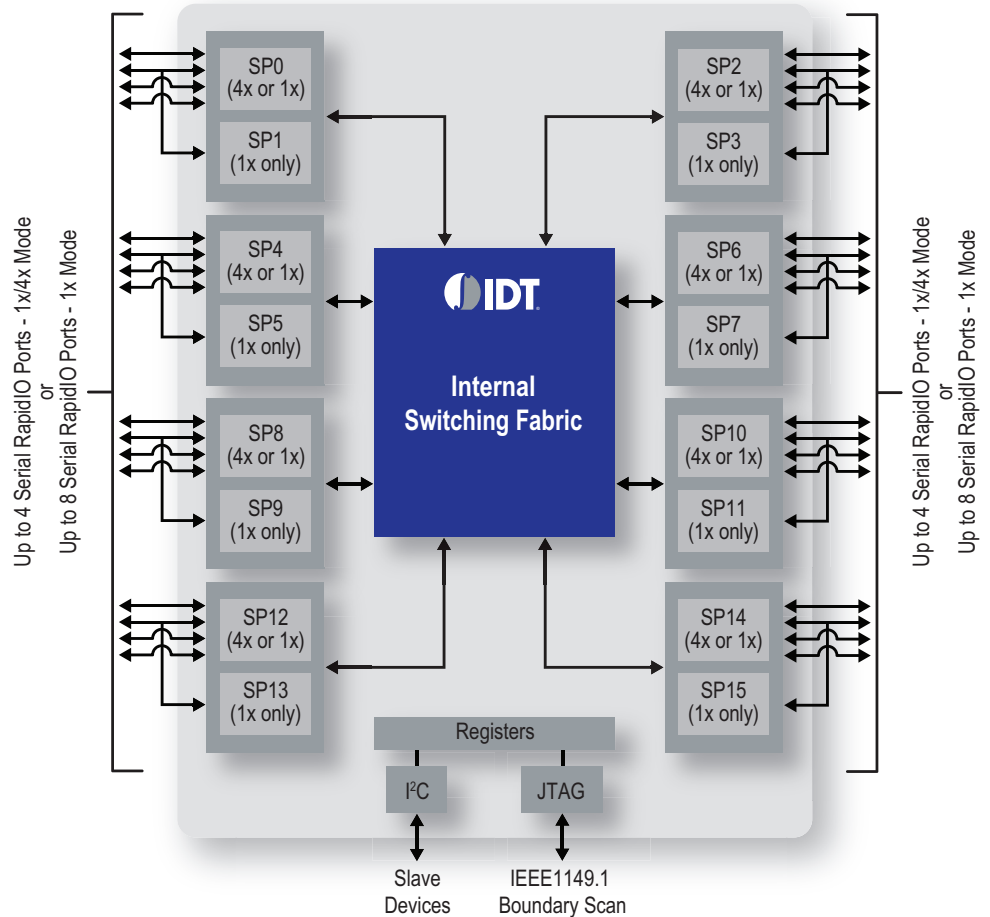 Up to 4 Serial RapidIO Ports - 1x/4x Mode
or
Up to 8 Serial RapidIO Ports - 1x Mode
SP0
(4x or 1x)
SP1
(1x only)
SP4
(4x or 1x)
SP5
(1x only)
SP8
(4x or 1x)
SP9
(1x only)
SP12
(4x or 1x)
SP13
(1x only)
IDT
Internal
Switching Fabric
SP2
(4x or 1x)
SP3
(1x only)
SP6
(4x or 1x)
SP7
(1x only)
SP10
(4x or 1x)
SP11
(1x only)
SP14
(4x or 1x)
SP15
(1x only)
Up to 4 Serial RapidIO Ports - 1x/4x Mode
or
Up to 8 Serial RapidIO Ports - 1x Mode
Registers
I²C
JTAG
Slave
Devices
IEEE1149.1
Boundary Scan